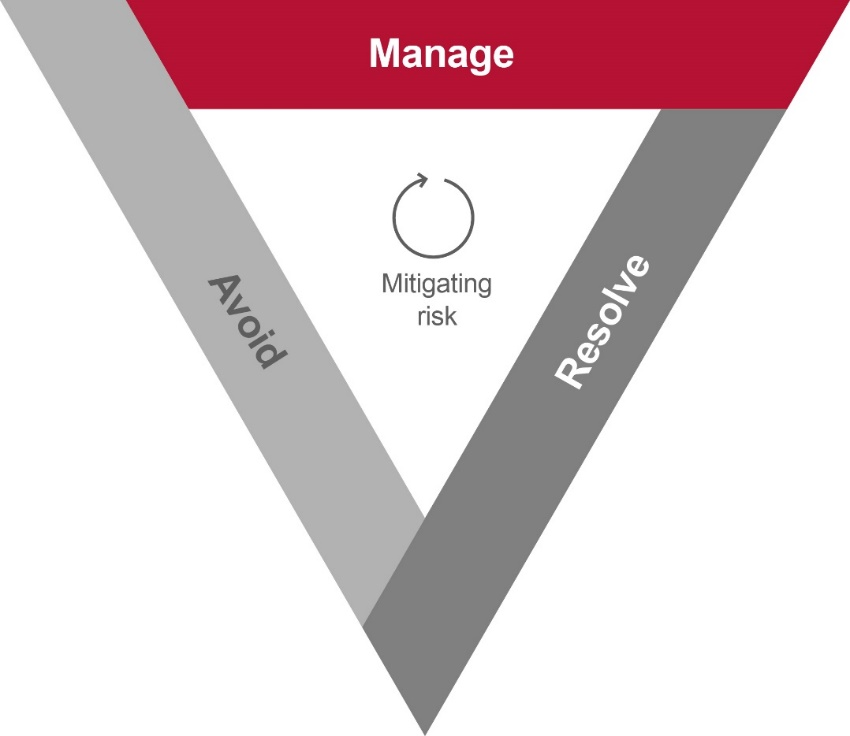 Manage
Avoid
Mitigating
risk
Resolve